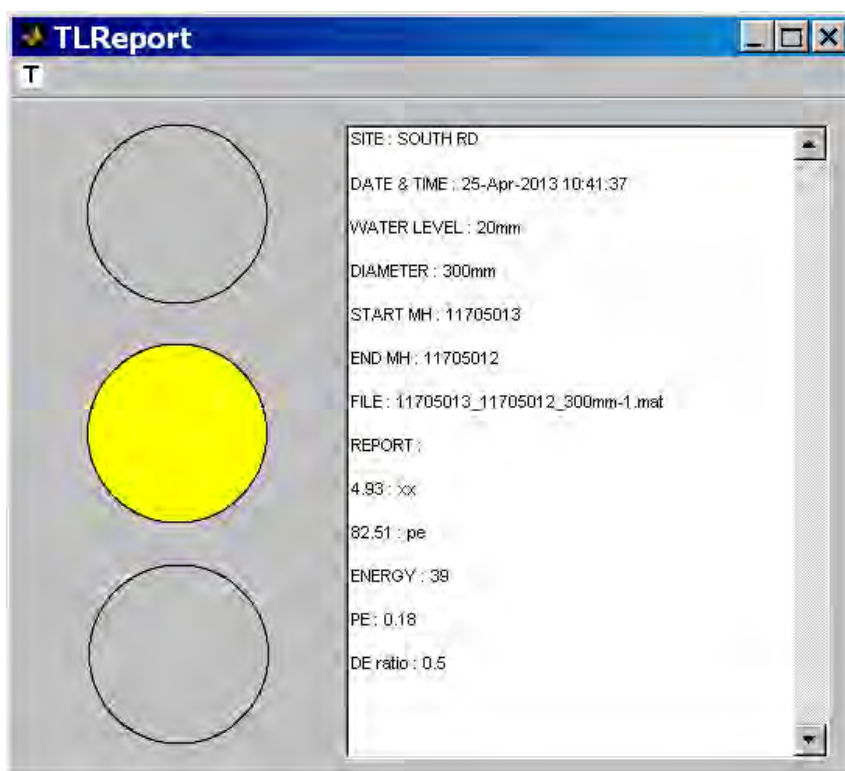 TLReport
T
SITE : SOUTH RD
DATE & TIME : 25-Apr-2013 10:41:37
WATER LEVEL : 20mm
DIAMETER : 300mm
START MH : 11705013
END MH : 11705012
FILE : 11705013_11705012_300mm-1.mat
REPORT :
4.93 : xx
82.51 : pe
ENERGY : 39
PE : 0.18
DE ratio : 0.5